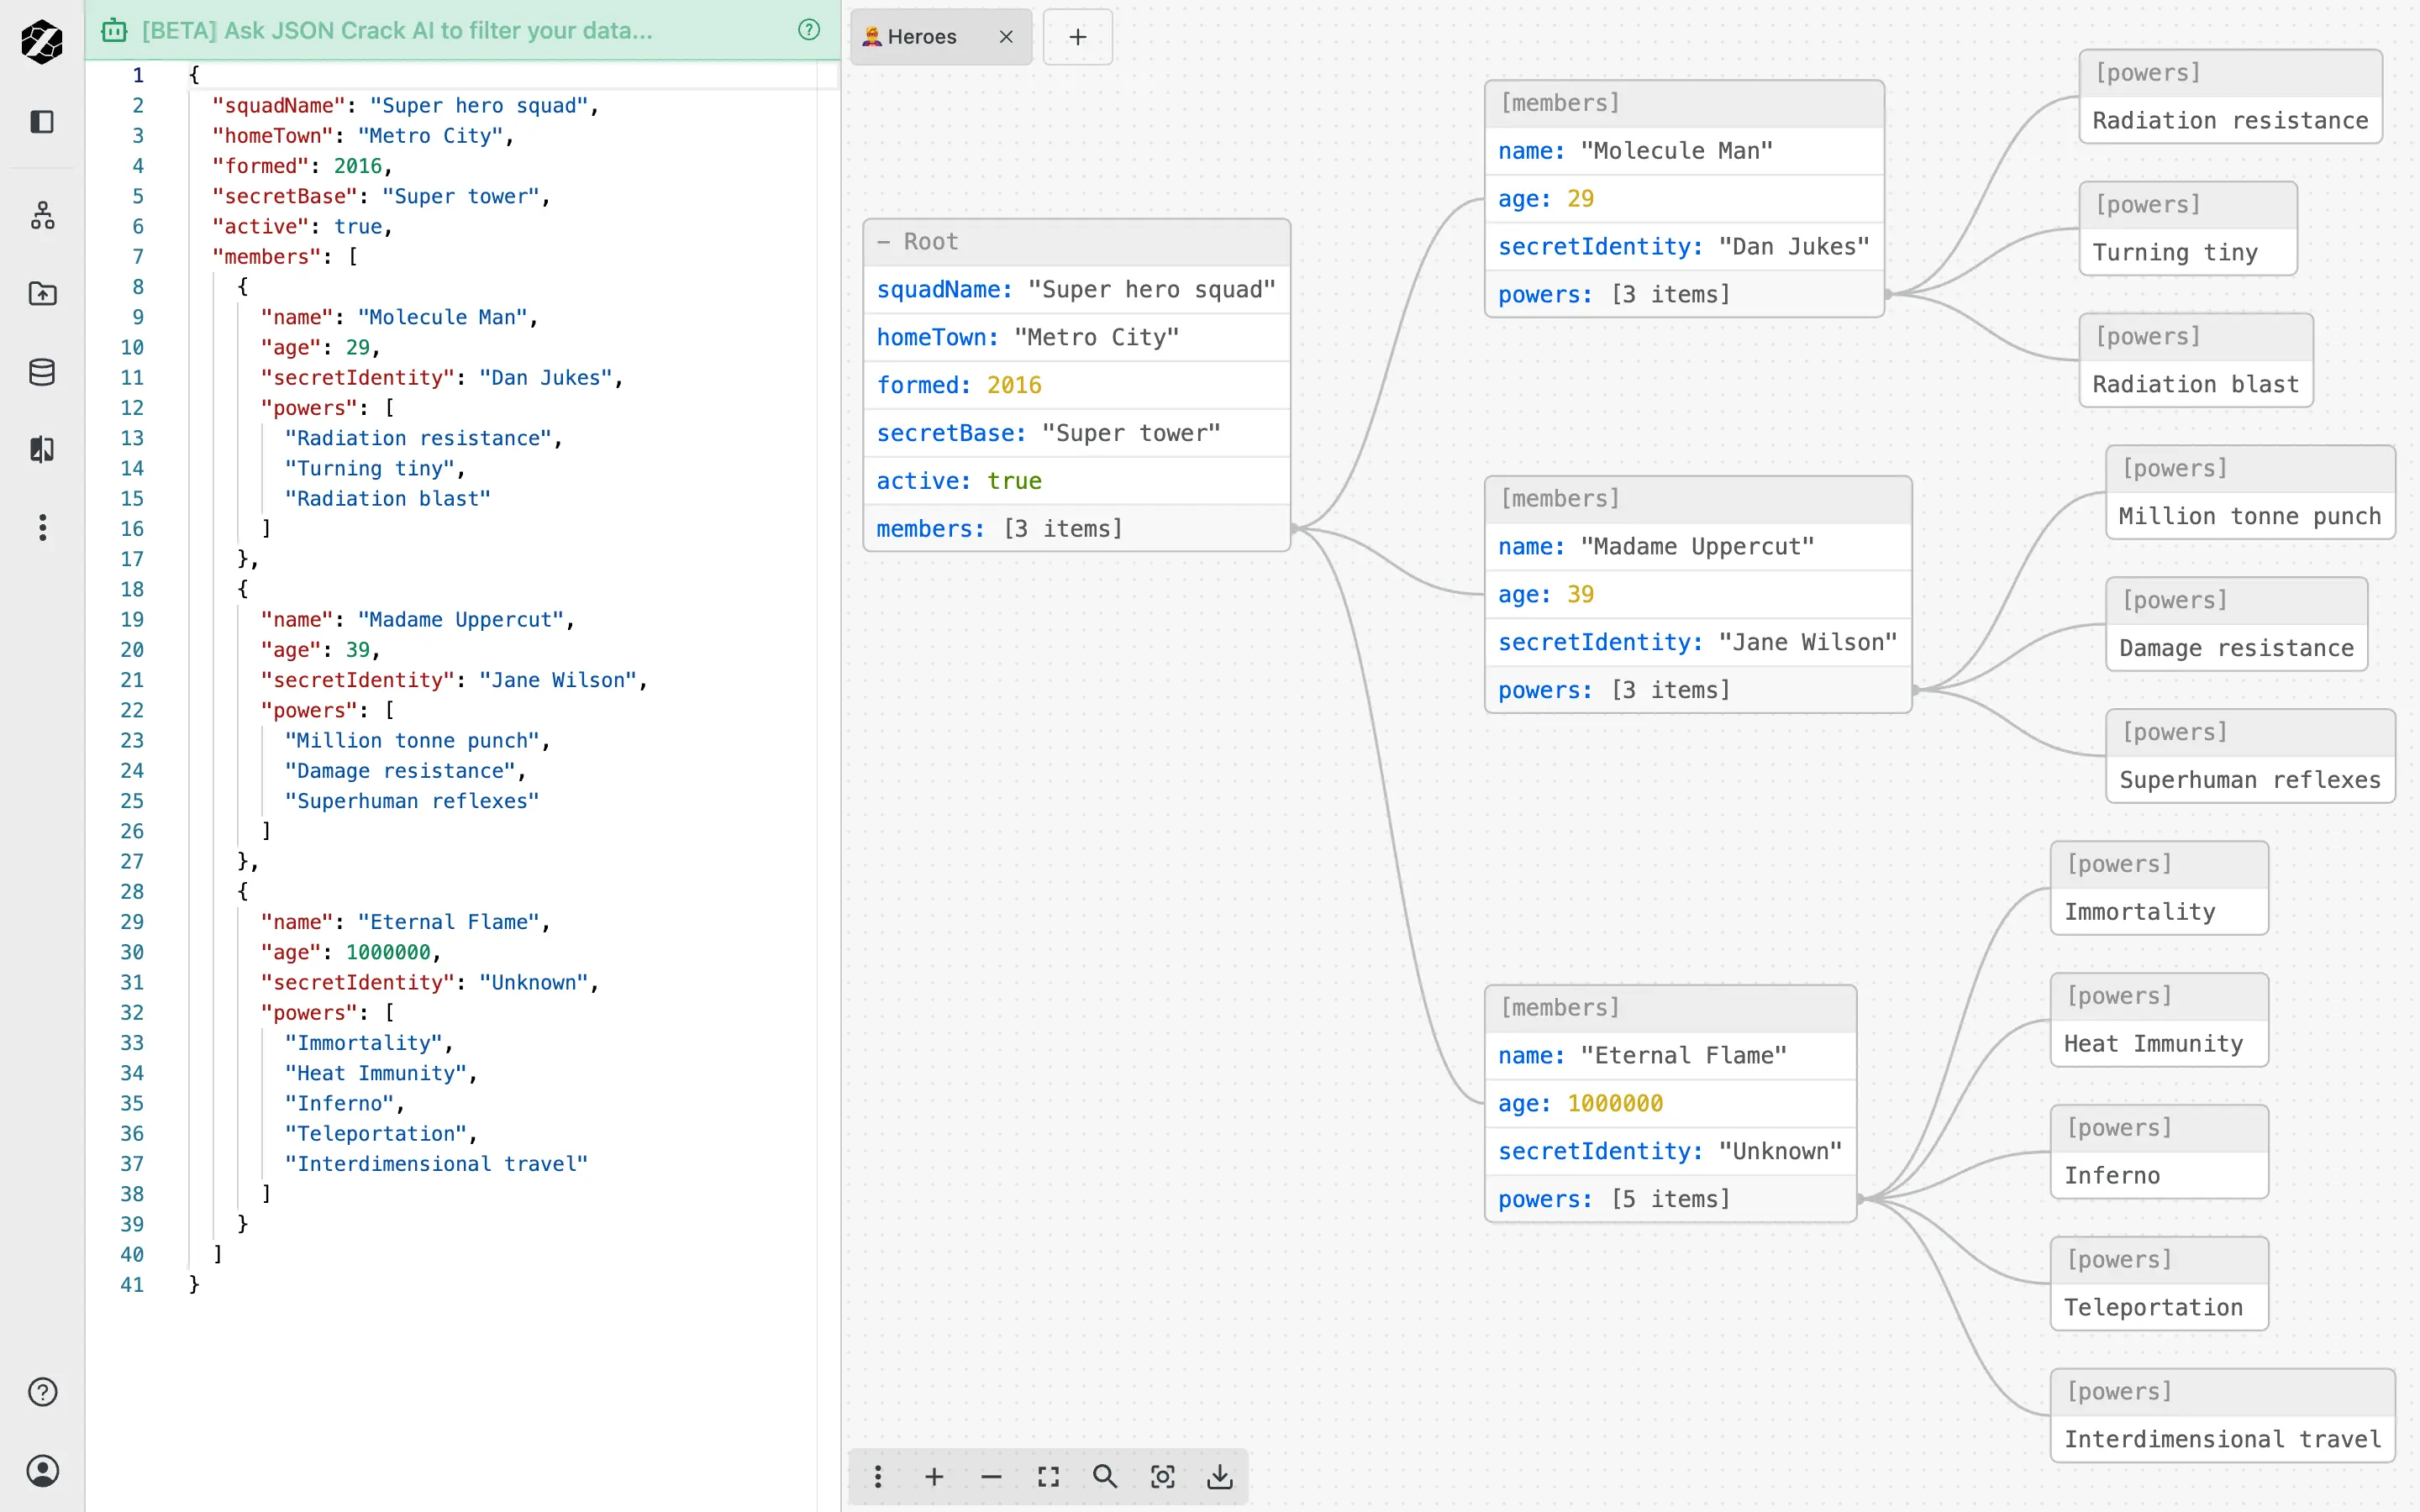 [BETA] Ask JSON Crack AI to filter your data...
1 {
2 "squadName": "Super hero squad",
3 "homeTown": "Metro City",
4 "formed": 2016,
5 "secretBase": "Super tower",
6 "active": true,
7 "members": [
8 {
9 "name": "Molecule Man",
10 "age": 29,
11 "secretIdentity": "Dan Jukes",
12 "powers": [
13 "Radiation resistance",
14 "Turning tiny",
15 "Radiation blast"
16 ]
17 },
18 {
19 "name": "Madame Uppercut",
20 "age": 39,
21 "secretIdentity": "Jane Wilson",
22 "powers": [
23 "Million tonne punch",
24 "Damage resistance",
25 "Superhuman reflexes"
26 ]
27 },
28 {
29 "name": "Eternal Flame",
30 "age": 1000000,
31 "secretIdentity": "Unknown",
32 "powers": [
33 "Immortality",
34 "Heat Immunity",
35 "Inferno",
36 "Teleportation",
37 "Interdimensional travel"
38 ]
39 }
40 ]
41 }
Heroes
− Root
squadName: "Super hero squad"
homeTown: "Metro City"
formed: 2016
secretBase: "Super tower"
active: true
members: [3 items]
[members]
name: "Molecule Man"
age: 29
secretIdentity: "Dan Jukes"
powers: [3 items]
[powers]
Radiation resistance
[powers]
Turning tiny
[powers]
Radiation blast
[members]
name: "Madame Uppercut"
age: 39
secretIdentity: "Jane Wilson"
powers: [3 items]
[powers]
Million tonne punch
[powers]
Damage resistance
[powers]
Superhuman reflexes
[members]
name: "Eternal Flame"
age: 1000000
secretIdentity: "Unknown"
powers: [5 items]
[powers]
Immortality
[powers]
Heat Immunity
[powers]
Inferno
[powers]
Teleportation
[powers]
Interdimensional travel